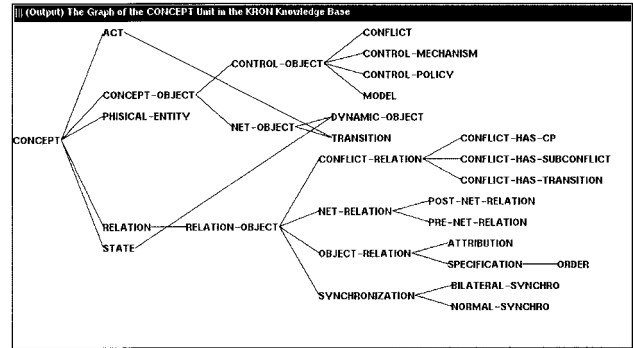 (Output) The Graph of the CONCEPT Unit in the KRON Knowledge Base
ACT
CONFLICT
CONTROL-MECHANISM
CONTROL-OBJECT
CONTROL-POLICY
CONCEPT-OBJECT
MODEL
PHISICAL-ENTITY
DYNAMIC-OBJECT
NET-OBJECT
TRANSITION
CONCEPT
CONFLICT-HAS-CP
CONFLICT-RELATION
CONFLICT-HAS-SUBCONFLICT
CONFLICT-HAS-TRANSITION
POST-NET-RELATION
NET-RELATION
PRE-NET-RELATION
RELATION
RELATION-OBJECT
STATE
ATTRIBUTION
OBJECT-RELATION
SPECIFICATION
ORDER
BILATERAL-SYNCHRO
SYNCHRONIZATION
NORMAL-SYNCHRO